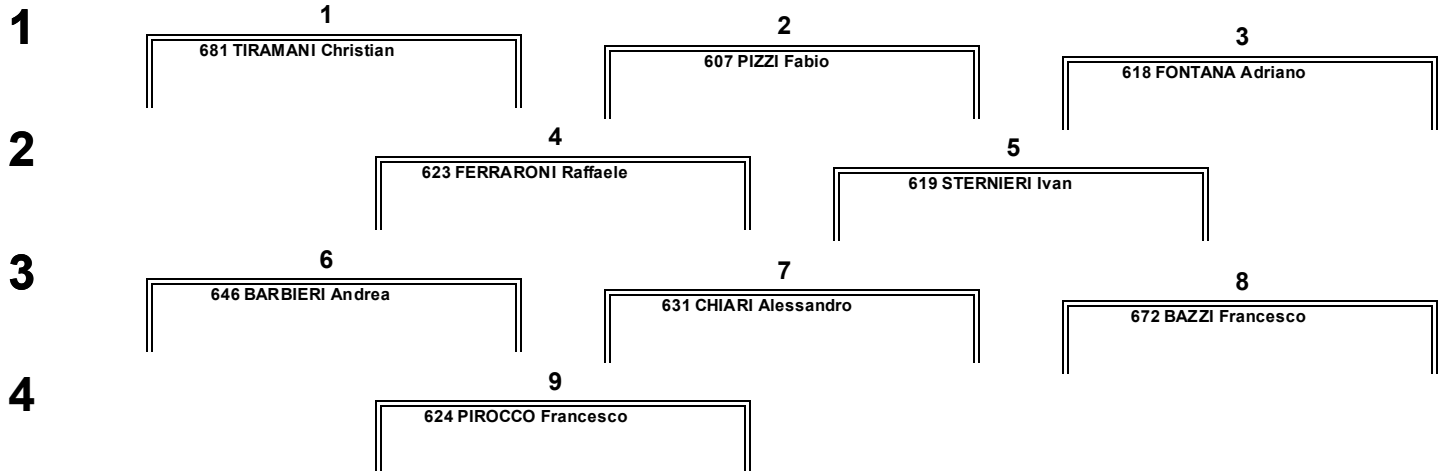 1
1
681 TIRAMANI Christian
2
607 PIZZI Fabio
3
618 FONTANA Adriano
2
4
623 FERRARONI Raffaele
5
619 STERNIERI Ivan
3
6
646 BARBIERI Andrea
7
631 CHIARI Alessandro
8
672 BAZZI Francesco
4
9
624 PIROCCO Francesco